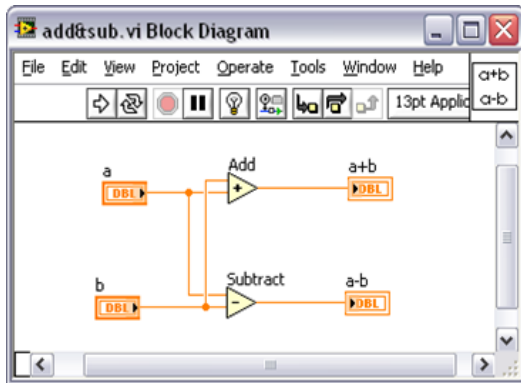 add&sub.vi Block Diagram
File Edit View Project Operate Tools Window Help
a+b
a-b
13pt Applic
a
DBL
Add
+
a+b
DBL
b
DBL
Subtract
-
a-b
DBL